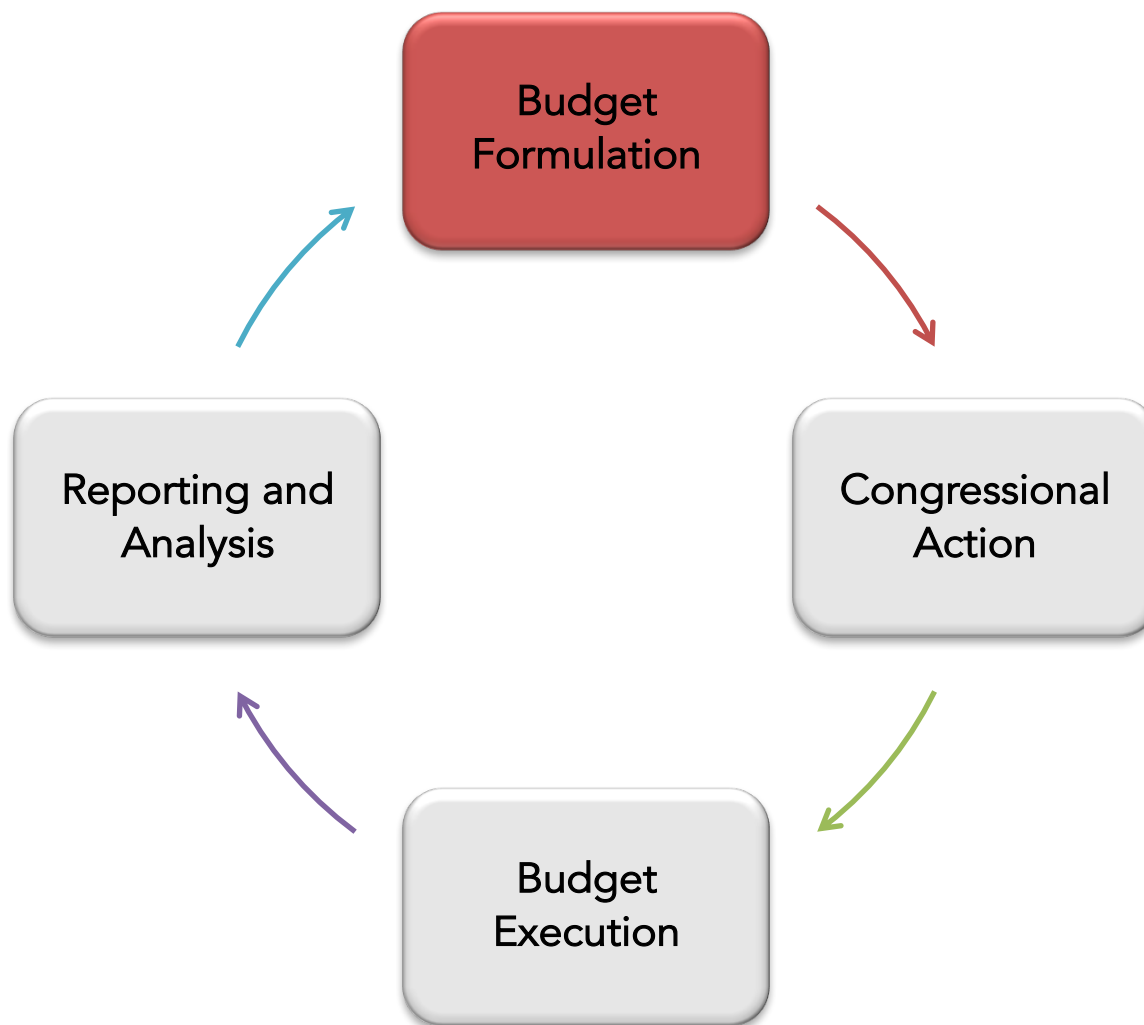 Budget
Formulation
Reporting and
Analysis
Congressional
Action
Budget
Execution